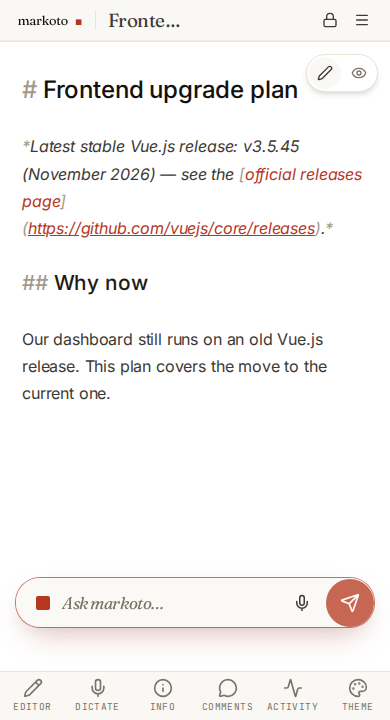 markoto
Fronte...
# Frontend upgrade plan
*Latest stable Vue.js release: v3.5.45
(November 2026) — see the [official releases
page]
(https://github.com/vuejs/core/releases).*
## Why now
Our dashboard still runs on an old Vue.js
release. This plan covers the move to the
current one.
Ask markoto...
EDITOR DICTATE INFO COMMENTS ACTIVITY THEME